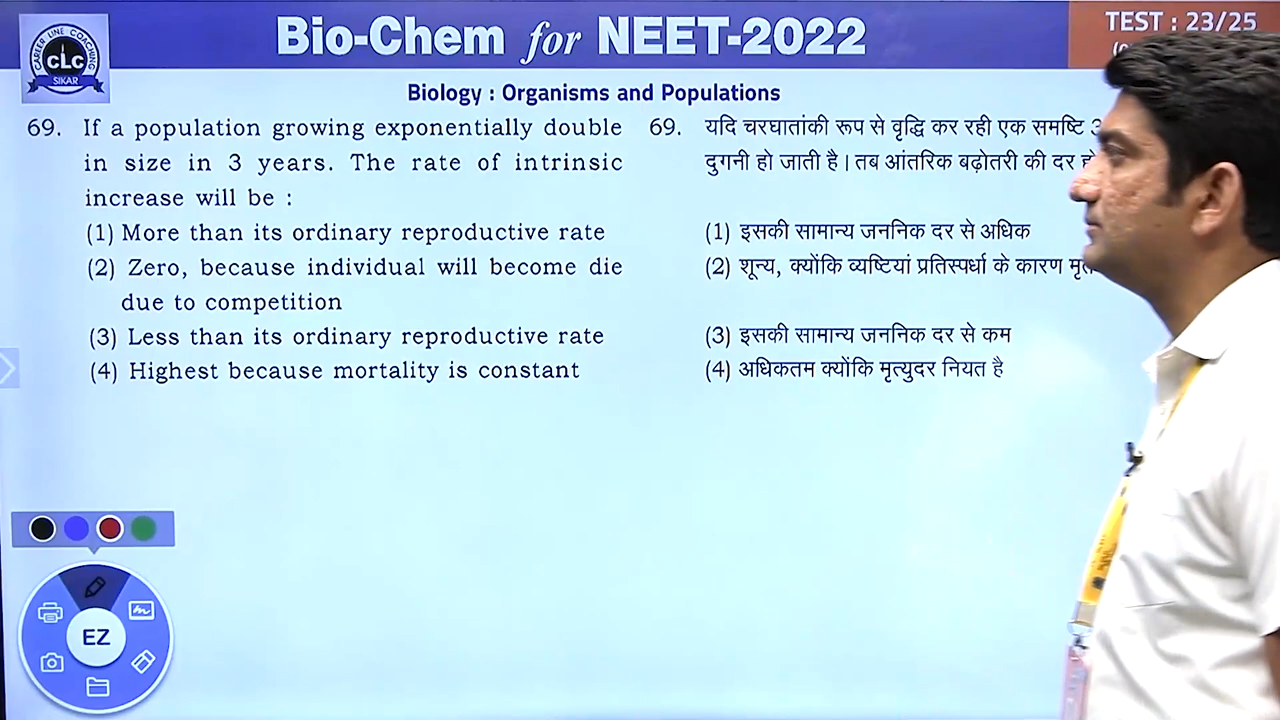 Bio-Chem for NEET-2022
TEST : 23/25
CAREER LINE COACHING
CLC
SIKAR
Biology : Organisms and Populations
69. If a population growing exponentially double
in size in 3 years. The rate of intrinsic
increase will be :
(1) More than its ordinary reproductive rate
(2) Zero, because individual will become die
due to competition
(3) Less than its ordinary reproductive rate
(4) Highest because mortality is constant
69. यदि चरघातांकी रूप से वृद्धि कर रही एक समष्टि
दुगनी हो जाती है। तब आंतरिक बढ़ोतरी की दर
(1) इसकी सामान्य जननिक दर से अधिक
(2) शून्य, क्योंकि व्यष्टियां प्रतिस्पर्धा के कारण
(3) इसकी सामान्य जननिक दर से कम
(4) अधिकतम क्योंकि मृत्युदर नियत है
EZ